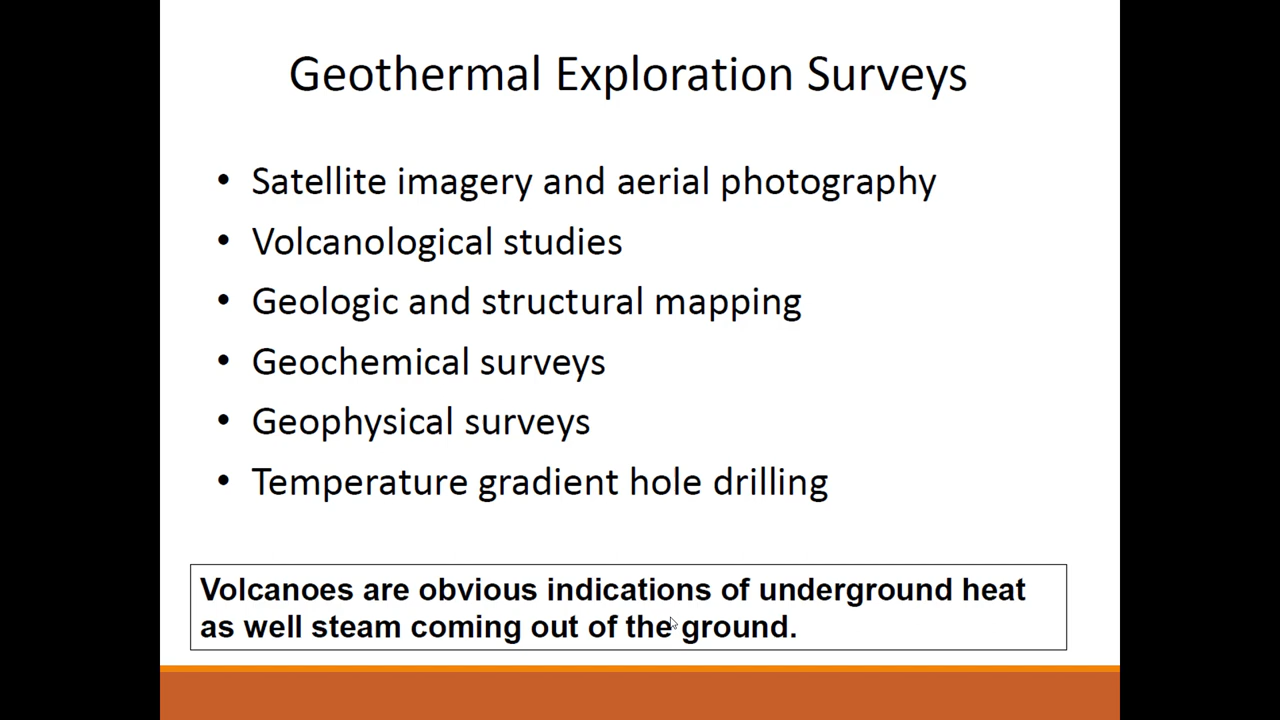 Geothermal Exploration Surveys
• Satellite imagery and aerial photography
• Volcanological studies
• Geologic and structural mapping
• Geochemical surveys
• Geophysical surveys
• Temperature gradient hole drilling
Volcanoes are obvious indications of underground heat
as well steam coming out of the ground.